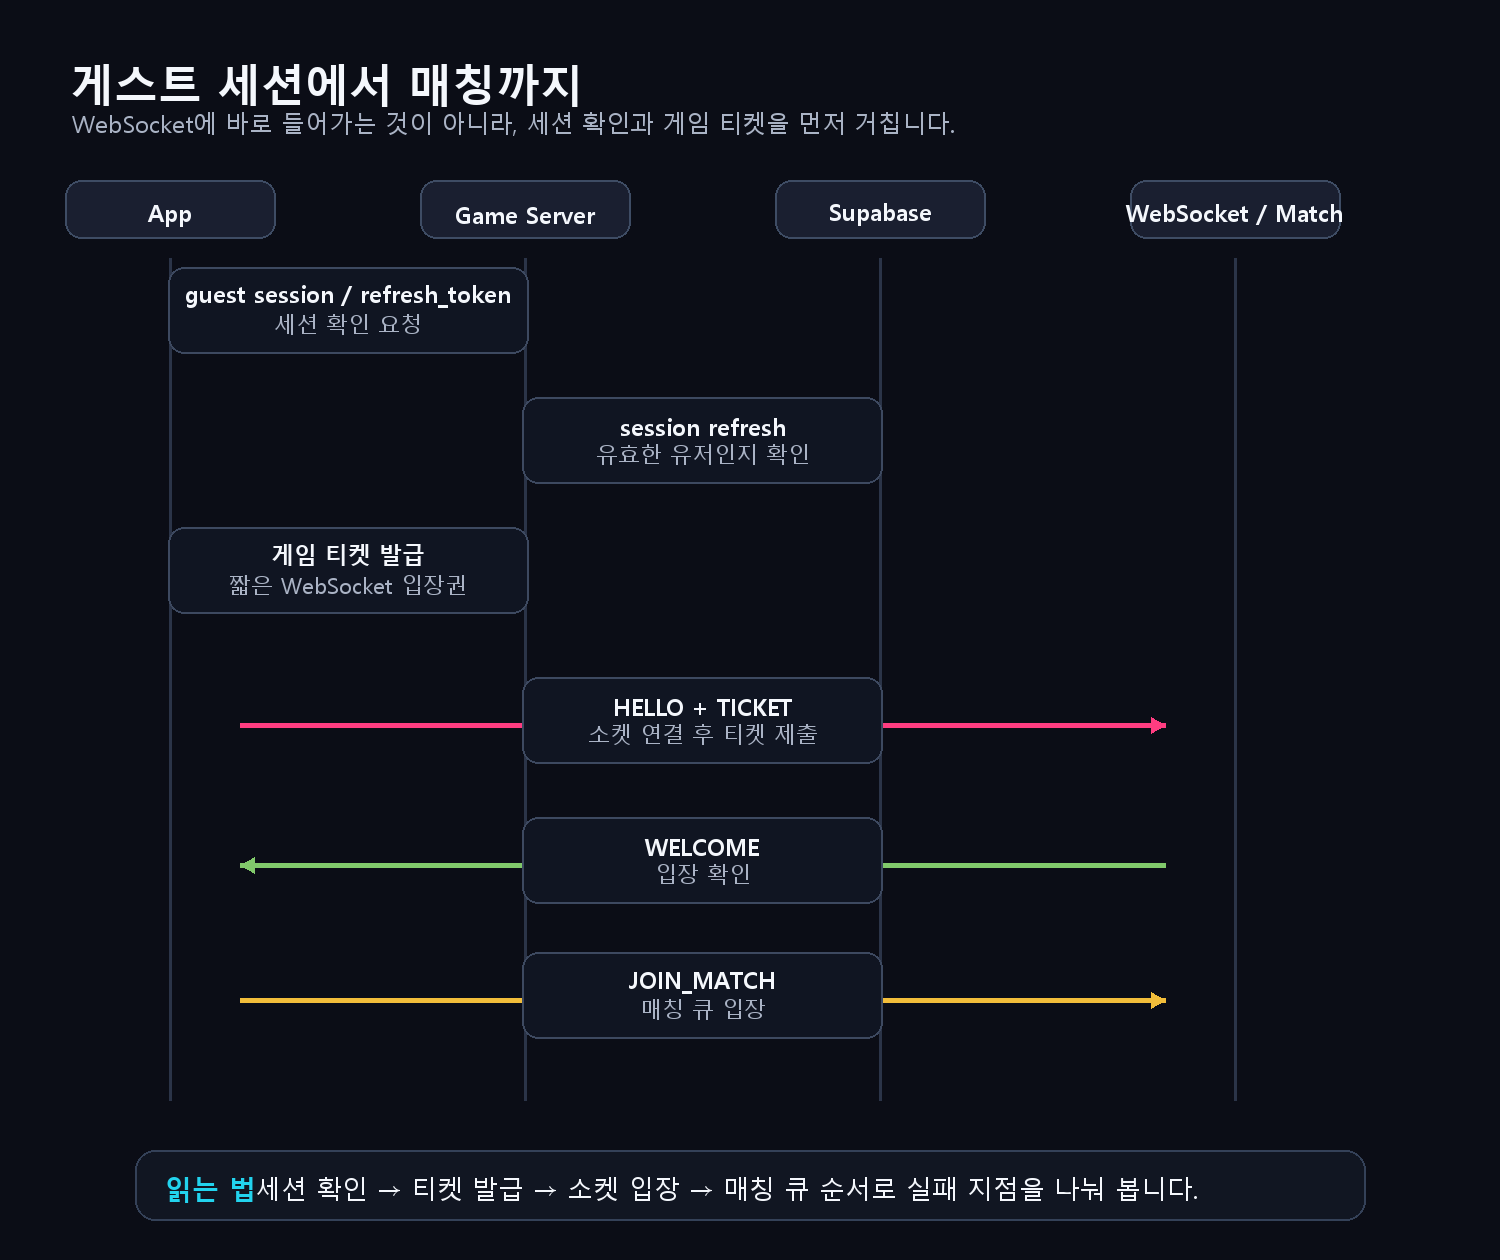 게스트 세션에서 매칭까지
WebSocket에 바로 들어가는 것이 아니라, 세션 확인과 게임 티켓을 먼저 거칩니다.
App
Game Server
Supabase
WebSocket / Match
guest session / refresh_token
세션 확인 요청
session refresh
유효한 유저인지 확인
게임 티켓 발급
짧은 WebSocket 입장권
HELLO + TICKET
소켓 연결 후 티켓 제출
WELCOME
입장 확인
JOIN_MATCH
매칭 큐 입장
읽는 법세션 확인 → 티켓 발급 → 소켓 입장 → 매칭 큐 순서로 실패 지점을 나눠 봅니다.